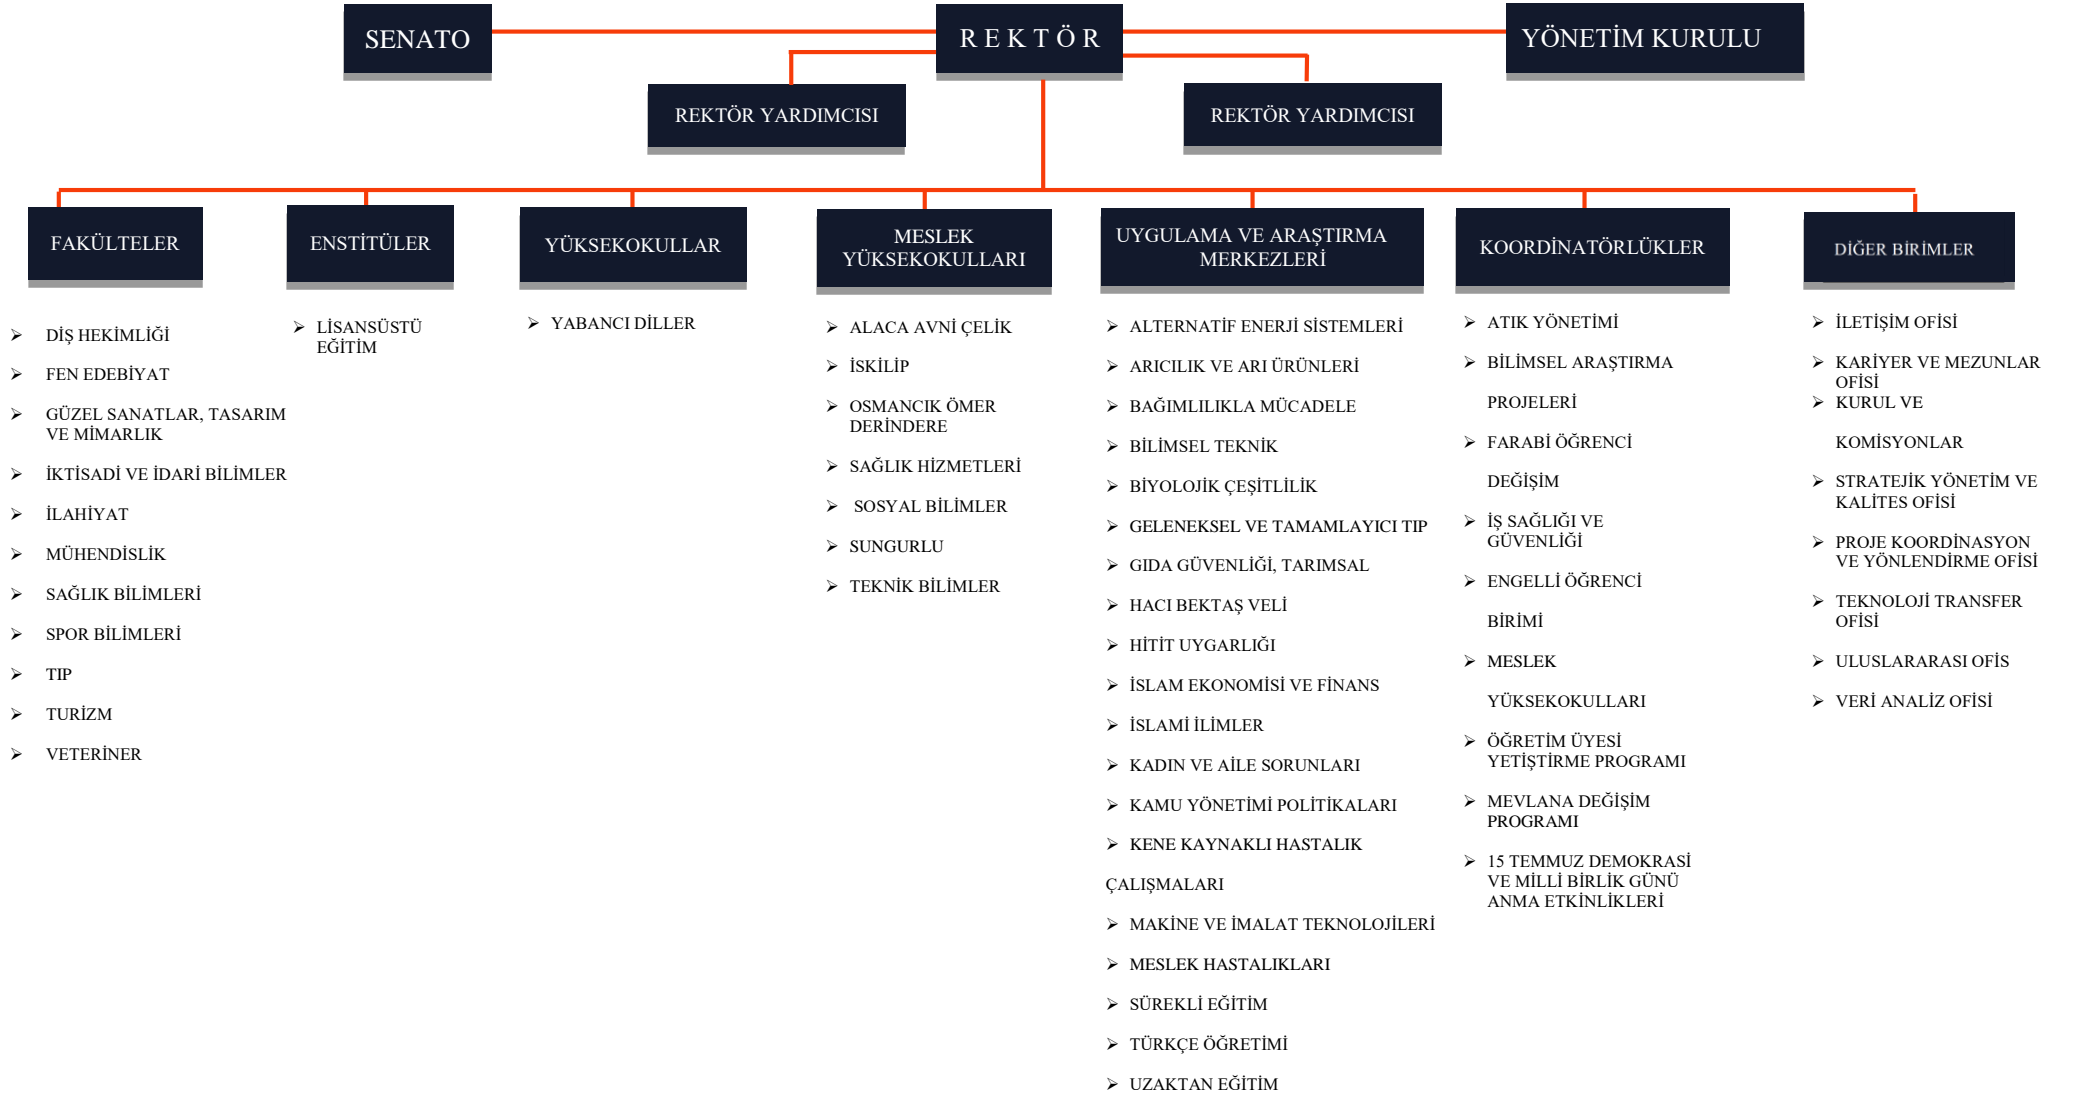 SENATO
R E K T Ö R
YÖNETİM KURULU
REKTÖR YARDIMCISI
REKTÖR YARDIMCISI
FAKÜLTELER
DİŞ HEKİMLİĞİ
FEN EDEBİYAT
GÜZEL SANATLAR, TASARIM
VE MİMARLIK
İKTİSADİ VE İDARİ BİLİMLER
İLAHİYAT
MÜHENDİSLİK
SAĞLIK BİLİMLERİ
SPOR BİLİMLERİ
TIP
TURİZM
VETERİNER
ENSTİTÜLER
LİSANSÜSTÜ
EĞİTİM
YÜKSEKOKULLAR
YABANCI DİLLER
MESLEK
YÜKSEKOKULLARI
ALACA AVNİ ÇELİK
İSKİLİP
OSMANCIK ÖMER
DERİNDERE
SAĞLIK HİZMETLERİ
SOSYAL BİLİMLER
SUNGURLU
TEKNİK BİLİMLER
UYGULAMA VE ARAŞTIRMA
MERKEZLERİ
ALTERNATİF ENERJİ SİSTEMLERİ
ARICILIK VE ARI ÜRÜNLERİ
BAĞIMLILIKLA MÜCADELE
BİLİMSEL TEKNİK
BİYOLOJİK ÇEŞİTLİLİK
GELENEKSEL VE TAMAMLAYICI TIP
GIDA GÜVENLİĞİ, TARIMSAL
HACI BEKTAŞ VELİ
HİTİT UYGARLIĞI
İSLAM EKONOMİSİ VE FİNANS
İSLAMİ İLİMLER
KADIN VE AİLE SORUNLARI
KAMU YÖNETİMİ POLİTİKALARI
KENE KAYNAKLI HASTALIK
ÇALIŞMALARI
MAKİNE VE İMALAT TEKNOLOJİLERİ
MESLEK HASTALIKLARI
SÜREKLİ EĞİTİM
TÜRKÇE ÖĞRETİMİ
UZAKTAN EĞİTİM
KOORDİNATÖRLÜKLER
ATIK YÖNETİMİ
BİLİMSEL ARAŞTIRMA
PROJELERİ
FARABİ ÖĞRENCİ
DEĞİŞİM
İŞ SAĞLIĞI VE
GÜVENLİĞİ
ENGELLİ ÖĞRENCİ
BİRİMİ
MESLEK
YÜKSEKOKULLARI
ÖĞRETİM ÜYESİ
YETİŞTİRME PROGRAMI
MEVLANA DEĞİŞİM
PROGRAMI
15 TEMMUZ DEMOKRASİ
VE MİLLİ BİRLİK GÜNÜ
ANMA ETKİNLİKLERİ
DİĞER BİRİMLER
İLETİŞİM OFİSİ
KARİYER VE MEZUNLAR
OFİSİ
KURUL VE
KOMİSYONLAR
STRATEJİK YÖNETİM VE
KALİTES OFİSİ
PROJE KOORDİNASYON
VE YÖNLENDİRME OFİSİ
TEKNOLOJİ TRANSFER
OFİSİ
ULUSLARARASI OFİS
VERİ ANALİZ OFİSİ